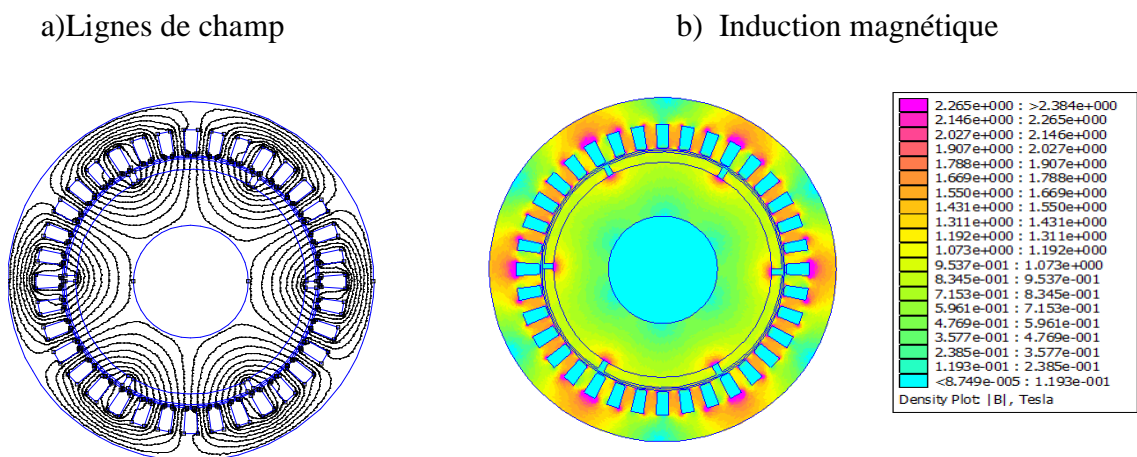 a)Lignes de champ
b) Induction magnétique
2.265e+000 : >2.384e+000
2.146e+000 : 2.265e+000
2.027e+000 : 2.146e+000
1.907e+000 : 2.027e+000
1.788e+000 : 1.907e+000
1.669e+000 : 1.788e+000
1.550e+000 : 1.669e+000
1.431e+000 : 1.550e+000
1.311e+000 : 1.431e+000
1.192e+000 : 1.311e+000
1.073e+000 : 1.192e+000
9.537e-001 : 1.073e+000
8.345e-001 : 9.537e-001
7.153e-001 : 8.345e-001
5.961e-001 : 7.153e-001
4.769e-001 : 5.961e-001
3.577e-001 : 4.769e-001
2.385e-001 : 3.577e-001
1.193e-001 : 2.385e-001
<8.749e-005 : 1.193e-001
Density Plot: |B|, Tesla